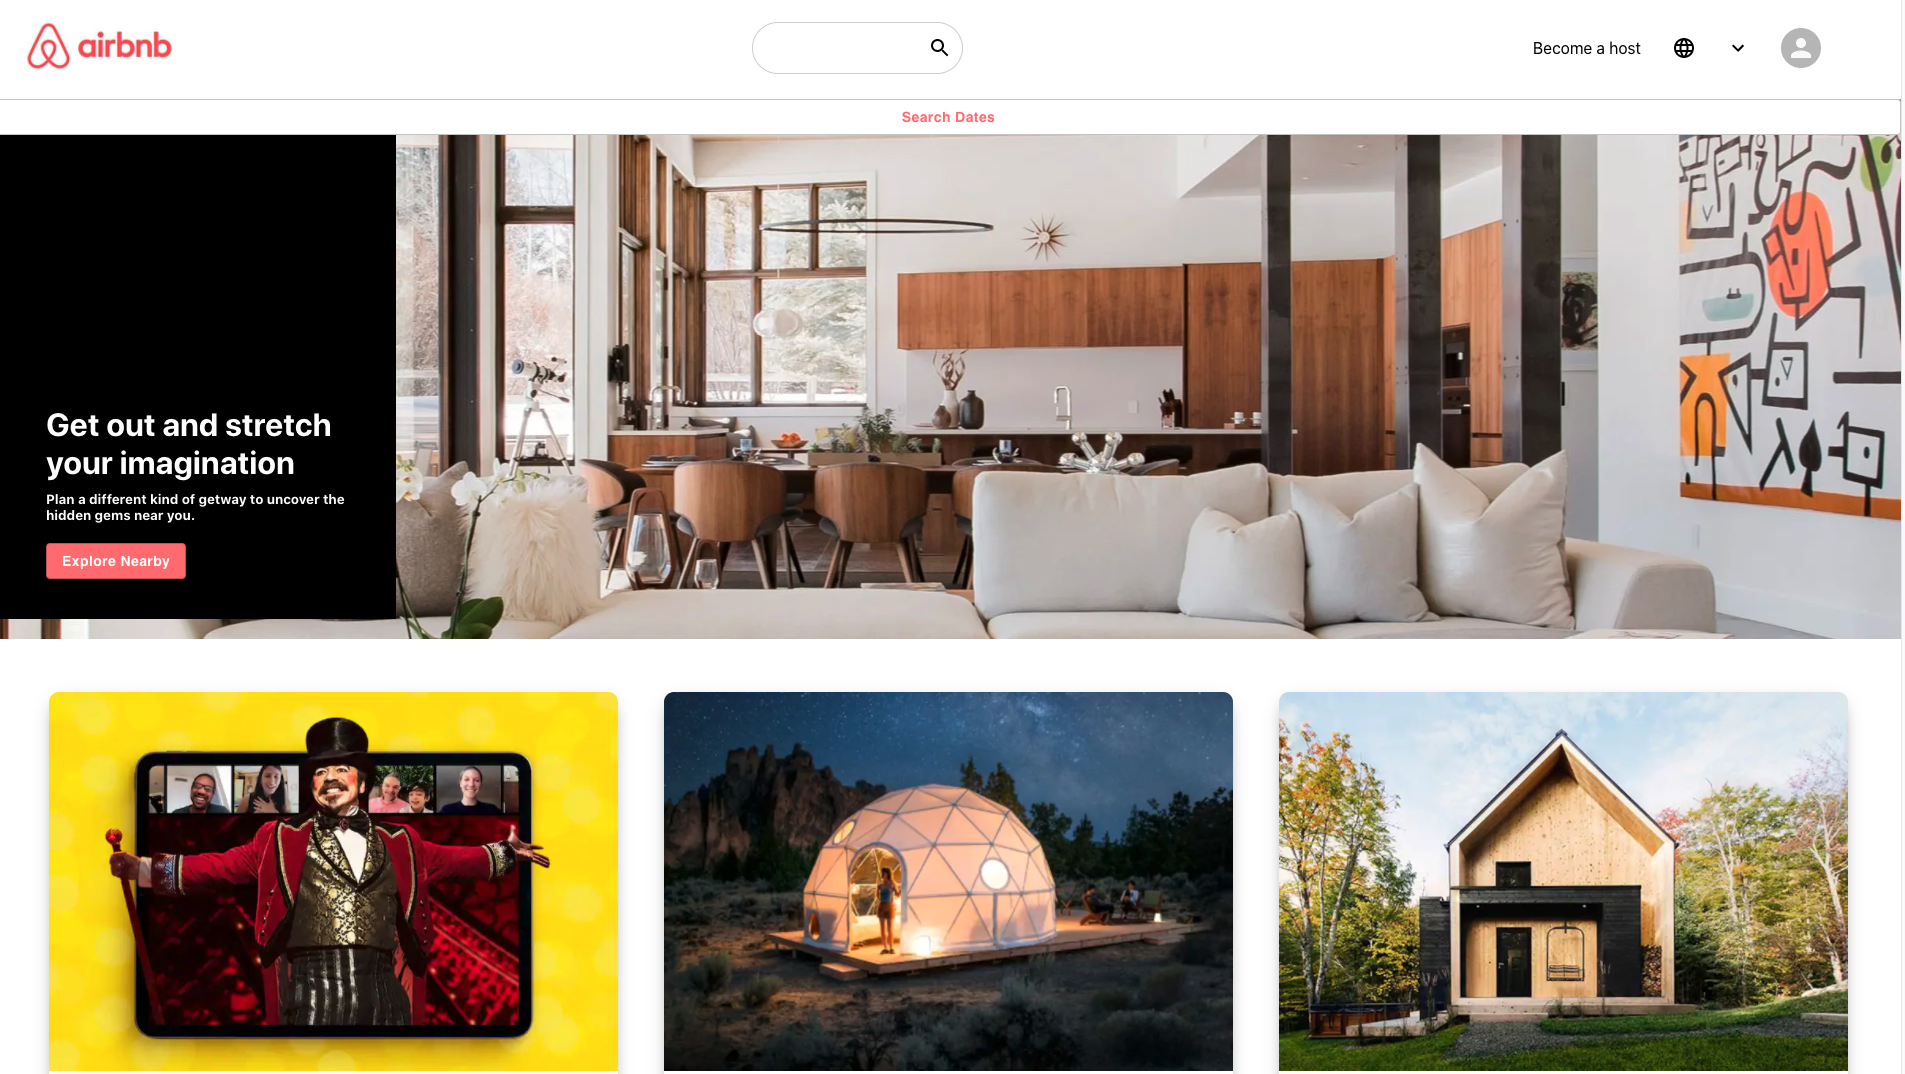 airbnb
Become a host
Search Dates
Get out and stretch
your imagination
Plan a different kind of getway to uncover the
hidden gems near you.
Explore Nearby